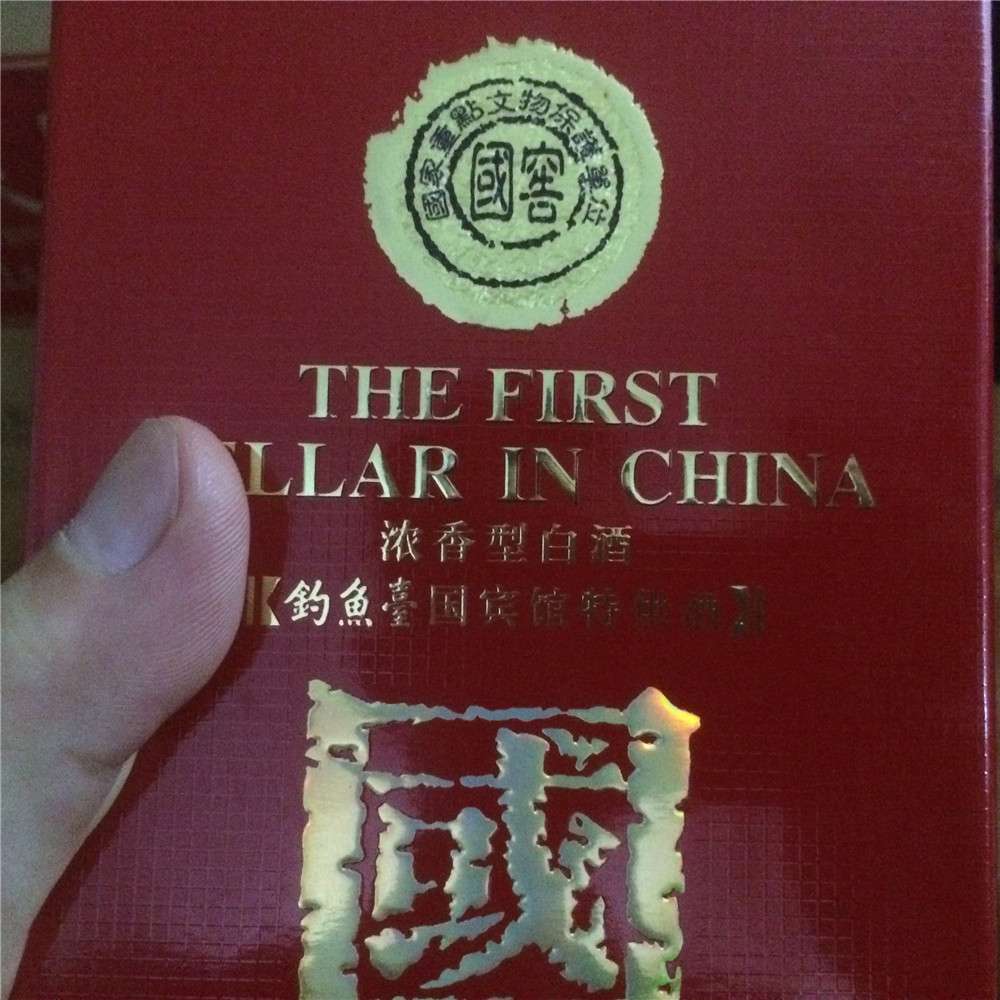 國家重點文物保護單位
國窖
THE FIRST
LLAR IN CHINA
浓香型白酒
釣魚臺国宾馆特供酒
國